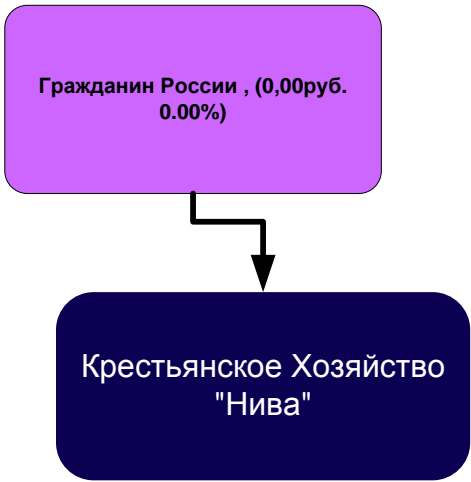 Гражданин России , (0,00руб.
0.00%)
Крестьянское Хозяйство
"Нива"